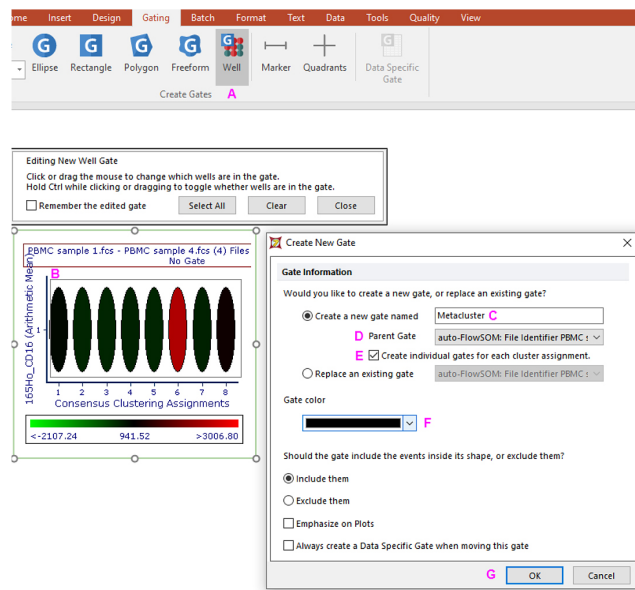 ome Insert Design Gating Batch Format Text Data Tools Quality View
Ellipse Rectangle Polygon Freeform Well Marker Quadrants Data Specific
Gate
Create Gates A
Editing New Well Gate
Click or drag the mouse to change which wells are in the gate.
Hold Ctrl while clicking or dragging to toggle whether wells are in the gate.
Remember the edited gate Select All Clear Close
PBMC sample 1.fcs - PBMC sample 4.fcs (4) Files
No Gate
B
165Ho_CD16 (Arithmetic Mean)
1
1 2 3 4 5 6 7 8
Consensus Clustering Assignments
<-2107.24 941.52 >3006.80
Create New Gate
Gate Information
Would you like to create a new gate, or replace an existing gate?
Create a new gate named Metacluster C
D Parent Gate auto-FlowSOM: File Identifier PBMC s
E Create individual gates for each cluster assignment.
Replace an existing gate auto-FlowSOM: File Identifier PBMC s
Gate color
F
Should the gate include the events inside its shape, or exclude them?
Include them
Exclude them
Emphasize on Plots
Always create a Data Specific Gate when moving this gate
G OK Cancel